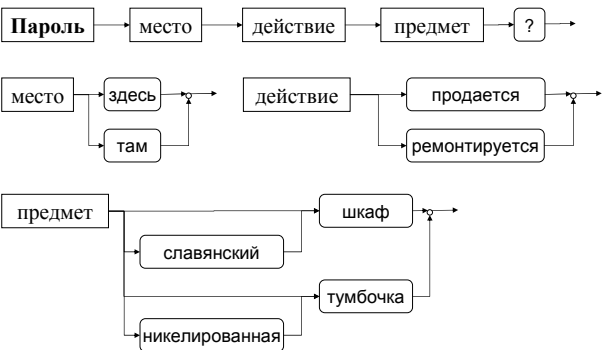 Пароль место действие предмет ?
место здесь действие продается
там ремонтируется
предмет шкаф
славянский
тумбочка
никелированная